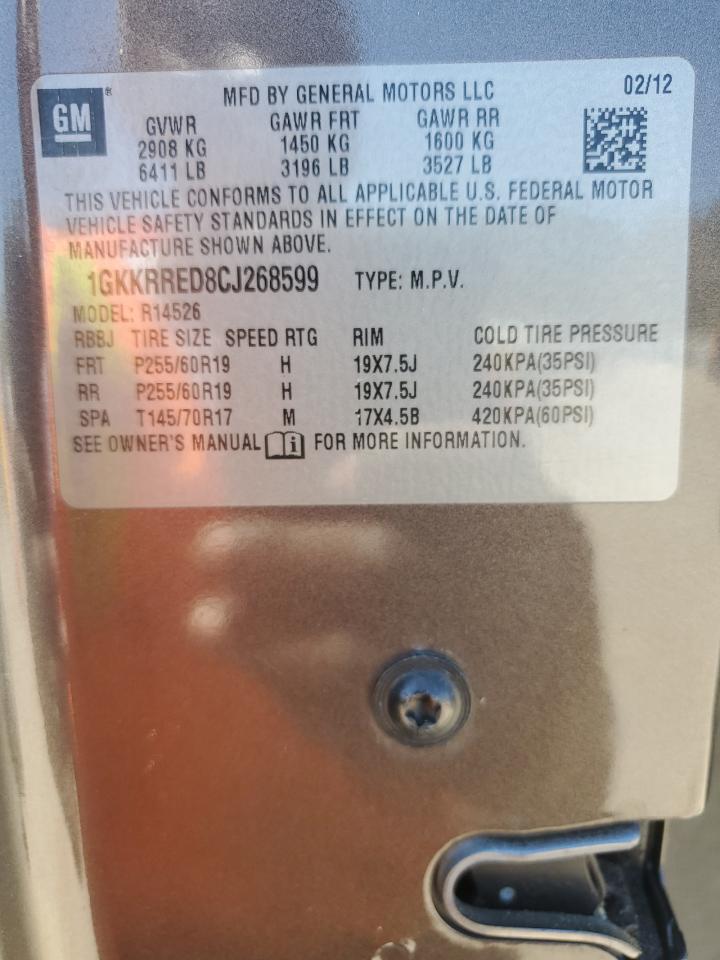 GM® MFD BY GENERAL MOTORS LLC 02/12
GVWR GAWR FRT GAWR RR
2908 KG 1450 KG 1600 KG
6411 LB 3196 LB 3527 LB
THIS VEHICLE CONFORMS TO ALL APPLICABLE U.S. FEDERAL MOTOR
VEHICLE SAFETY STANDARDS IN EFFECT ON THE DATE OF
MANUFACTURE SHOWN ABOVE.
1GKKRRED8CJ268599 TYPE: M.P.V.
MODEL: R14526
RBBJ TIRE SIZE SPEED RTG RIM COLD TIRE PRESSURE
FRT P255/60R19 H 19X7.5J 240KPA(35PSI)
RR P255/60R19 H 19X7.5J 240KPA(35PSI)
SPA T145/70R17 M 17X4.5B 420KPA(60PSI)
SEE OWNER'S MANUAL i FOR MORE INFORMATION.